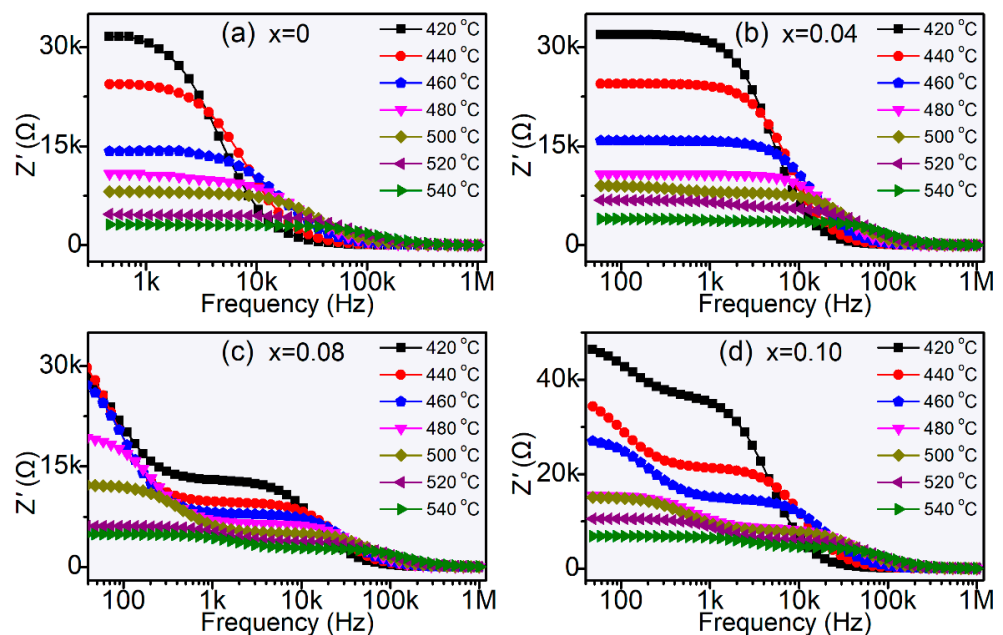 (a) x=0
420 °C
440 °C
460 °C
480 °C
500 °C
520 °C
540 °C
30k
15k
0
Z' (Ω)
1k 10k 100k 1M
Frequency (Hz)
(b) x=0.04
420 °C
440 °C
460 °C
480 °C
500 °C
520 °C
540 °C
30k
15k
0
Z' (Ω)
100 1k 10k 100k 1M
Frequency (Hz)
(c) x=0.08
420 °C
440 °C
460 °C
480 °C
500 °C
520 °C
540 °C
30k
15k
0
Z' (Ω)
100 1k 10k 100k 1M
Frequency (Hz)
(d) x=0.10
420 °C
440 °C
460 °C
480 °C
500 °C
520 °C
540 °C
40k
20k
0
Z' (Ω)
100 1k 10k 100k 1M
Frequency (Hz)